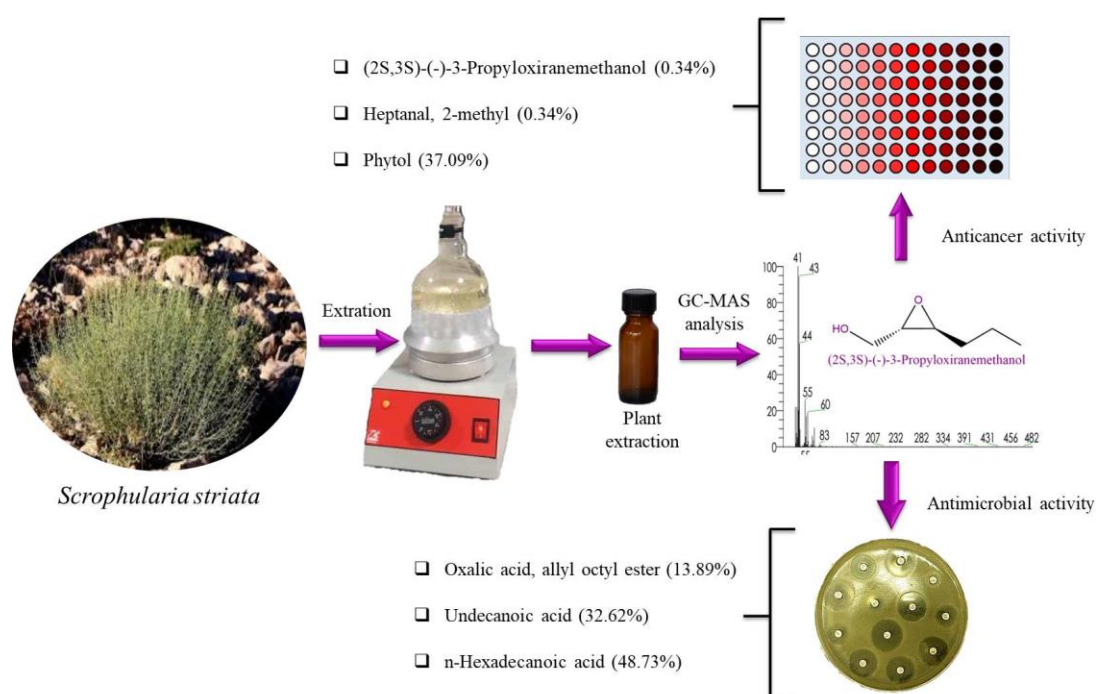 (2S,3S)-(-)-3-Propyloxiranemethanol (0.34%)
Heptanal, 2-methyl (0.34%)
Phytol (37.09%)
Anticancer activity
Extration
GC-MAS
analysis
Plant
extraction
100
80
60
40
20
0
41
43
44
55
60
83
157 207 232 282 334 391 431 456 482
O
HO
(2S,3S)-(-)-3-Propyloxiranemethanol
Scrophularia striata
Antimicrobial activity
Oxalic acid, allyl octyl ester (13.89%)
Undecanoic acid (32.62%)
n-Hexadecanoic acid (48.73%)